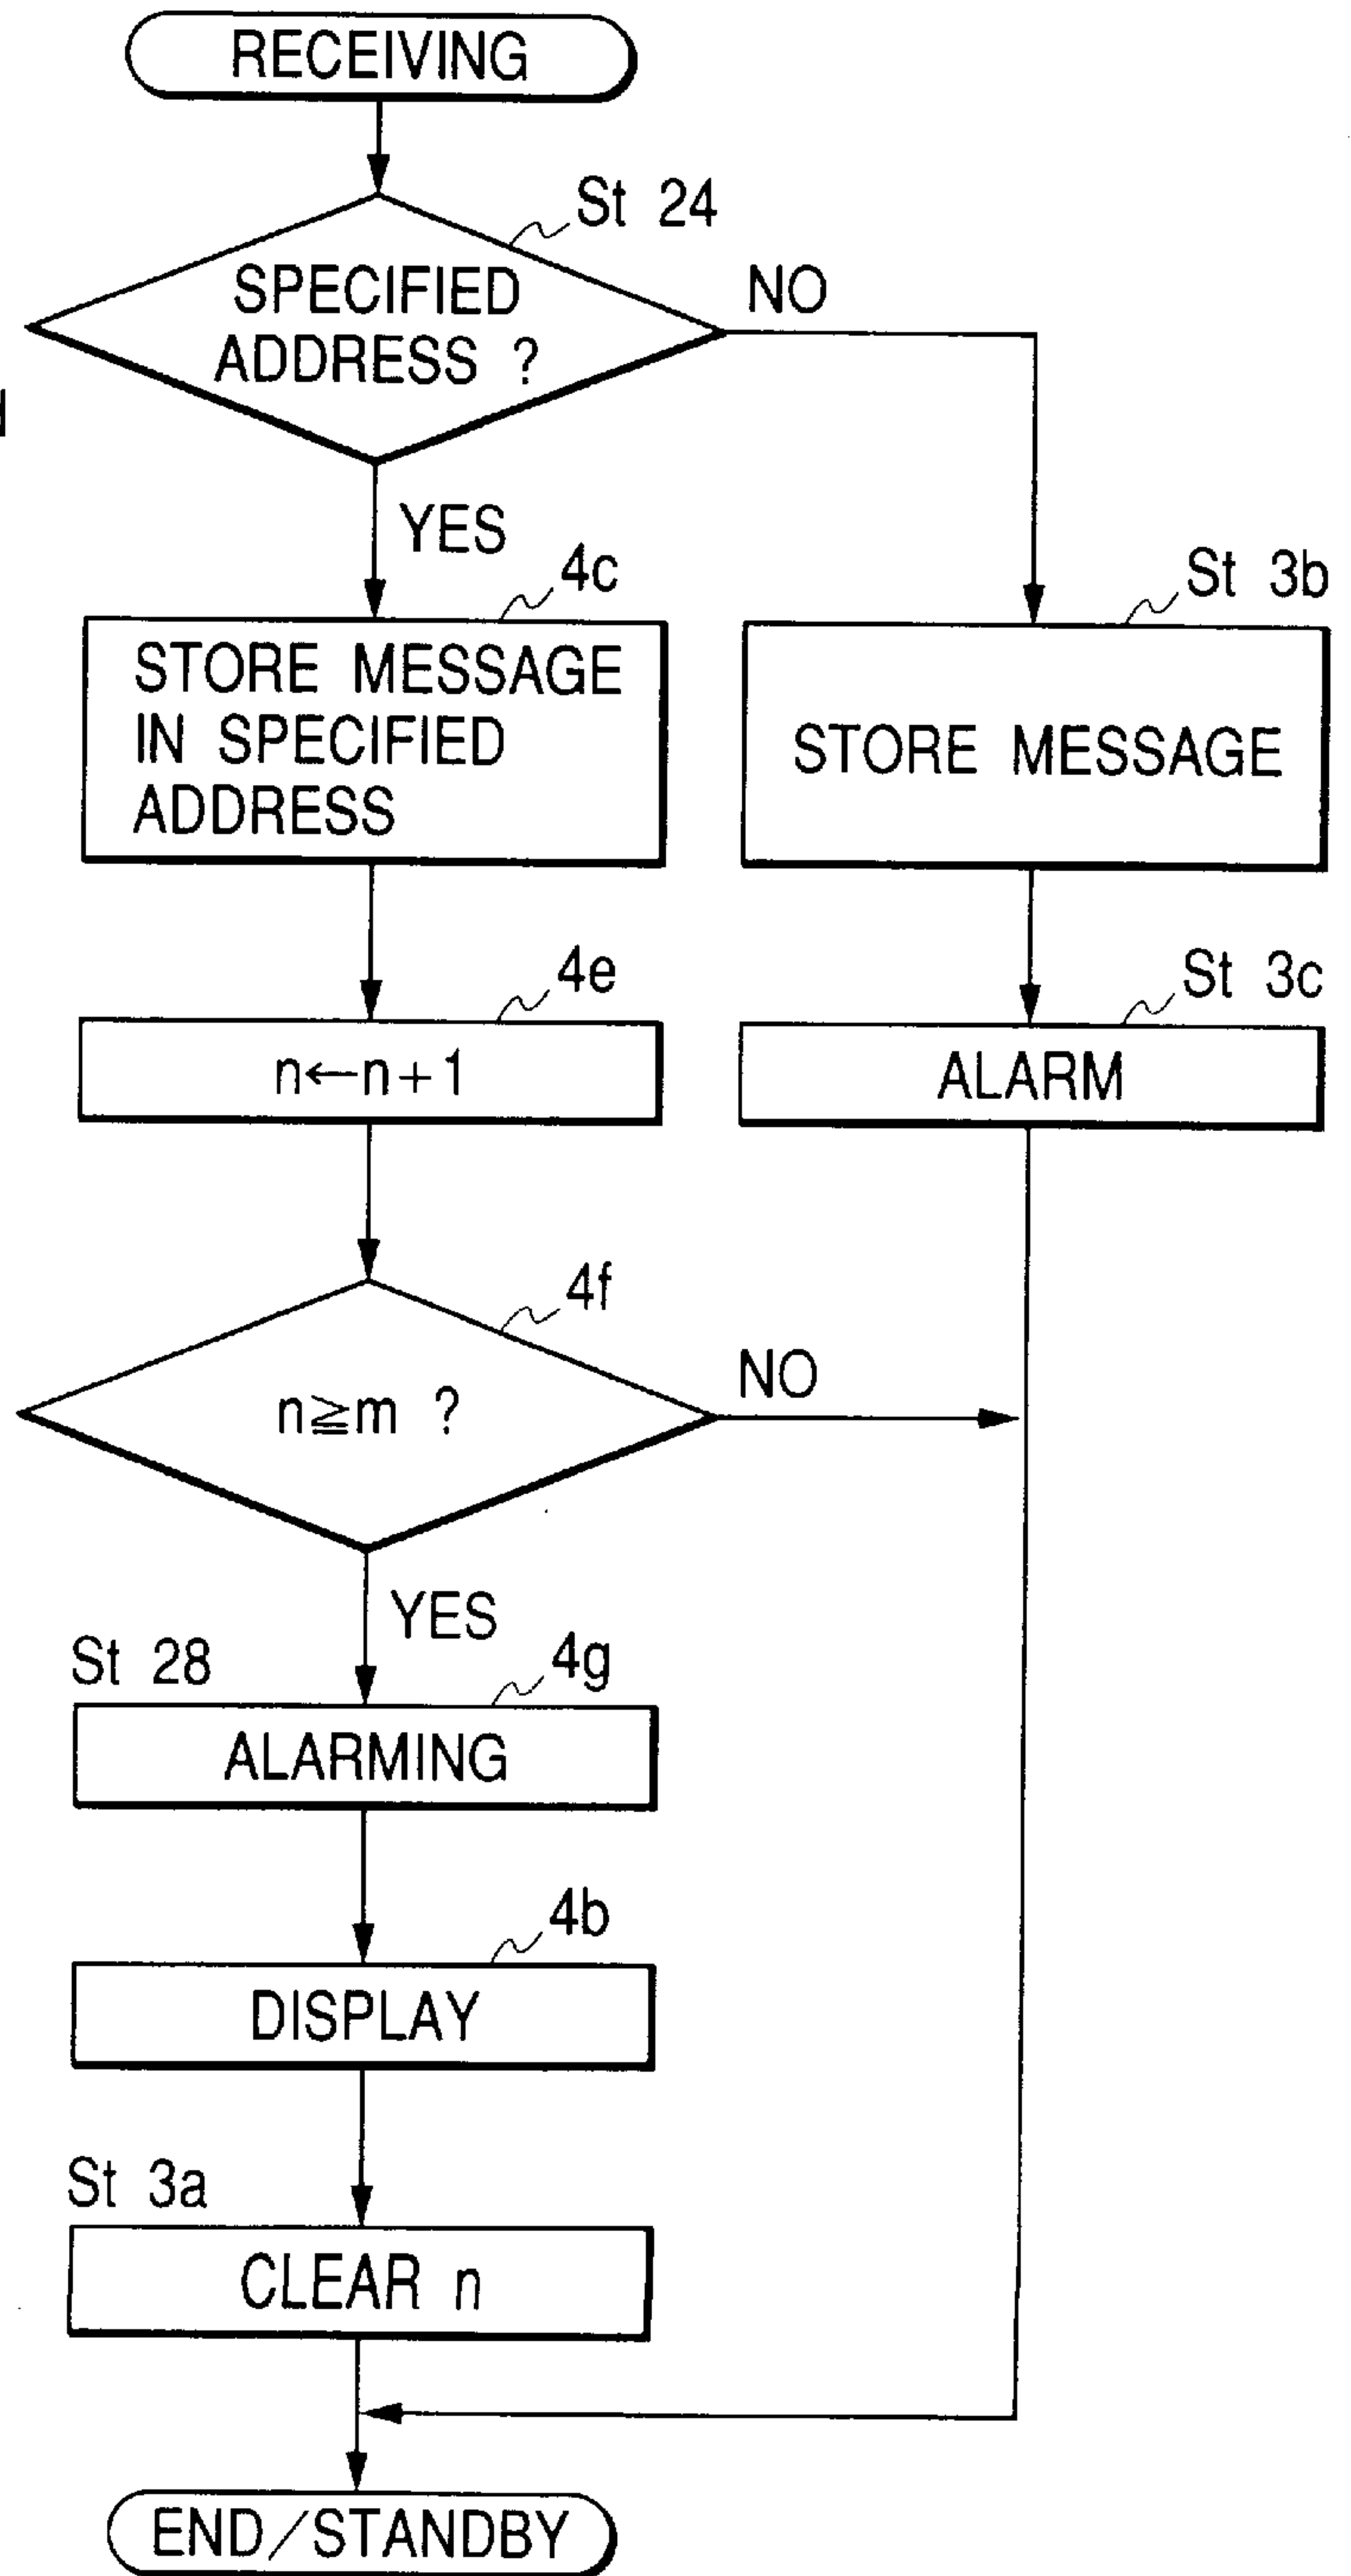 RECEIVING
St 24
SPECIFIED
ADDRESS ?
NO
YES
4c
STORE MESSAGE
IN SPECIFIED
ADDRESS
St 3b
STORE MESSAGE
4e
n←n+1
St 3c
ALARM
4f
n≧m ?
NO
YES
St 28
4g
ALARMING
4b
DISPLAY
St 3a
CLEAR n
END/STANDBY